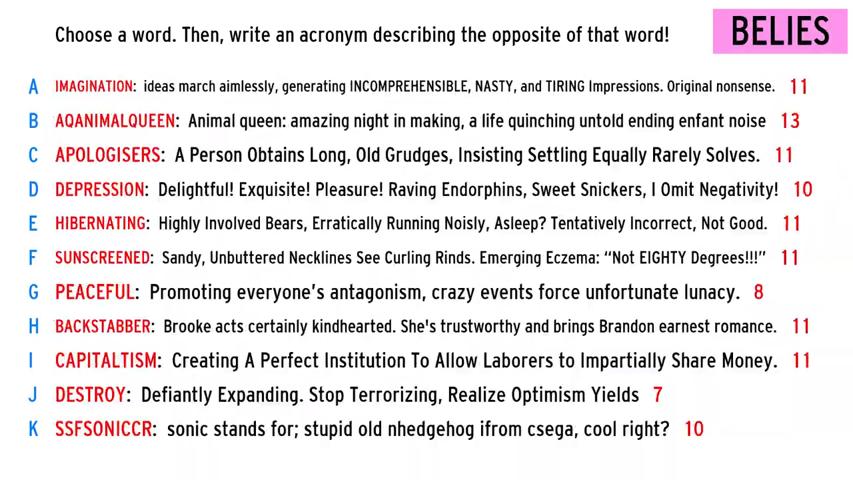 Choose a word. Then, write an acronym describing the opposite of that word!
BELIES
A IMAGINATION: ideas march aimlessly, generating INCOMPREHENSIBLE, NASTY, and TIRING Impressions. Original nonsense. 11
B AQANIMALQUEEN: Animal queen: amazing night in making, a life quinching untold ending enfant noise 13
C APOLOGISERS: A Person Obtains Long, Old Grudges, Insisting Settling Equally Rarely Solves. 11
D DEPRESSION: Delightful! Exquisite! Pleasure! Raving Endorphins, Sweet Snickers, I Omit Negativity! 10
E HIBERNATING: Highly Involved Bears, Erratically Running Noisly, Asleep? Tentatively Incorrect, Not Good. 11
F SUNSCREENED: Sandy, Unbuttered Necklines See Curling Rinds. Emerging Eczema: “Not EIGHTY Degrees!!!” 11
G PEACEFUL: Promoting everyone's antagonism, crazy events force unfortunate lunacy. 8
H BACKSTABBER: Brooke acts certainly kindhearted. She's trustworthy and brings Brandon earnest romance. 11
I CAPITALTISM: Creating A Perfect Institution To Allow Laborers to Impartially Share Money. 11
J DESTROY: Defiantly Expanding. Stop Terrorizing, Realize Optimism Yields 7
K SSFSONICCR: sonic stands for; stupid old nhedgehog ifrom csega, cool right? 10